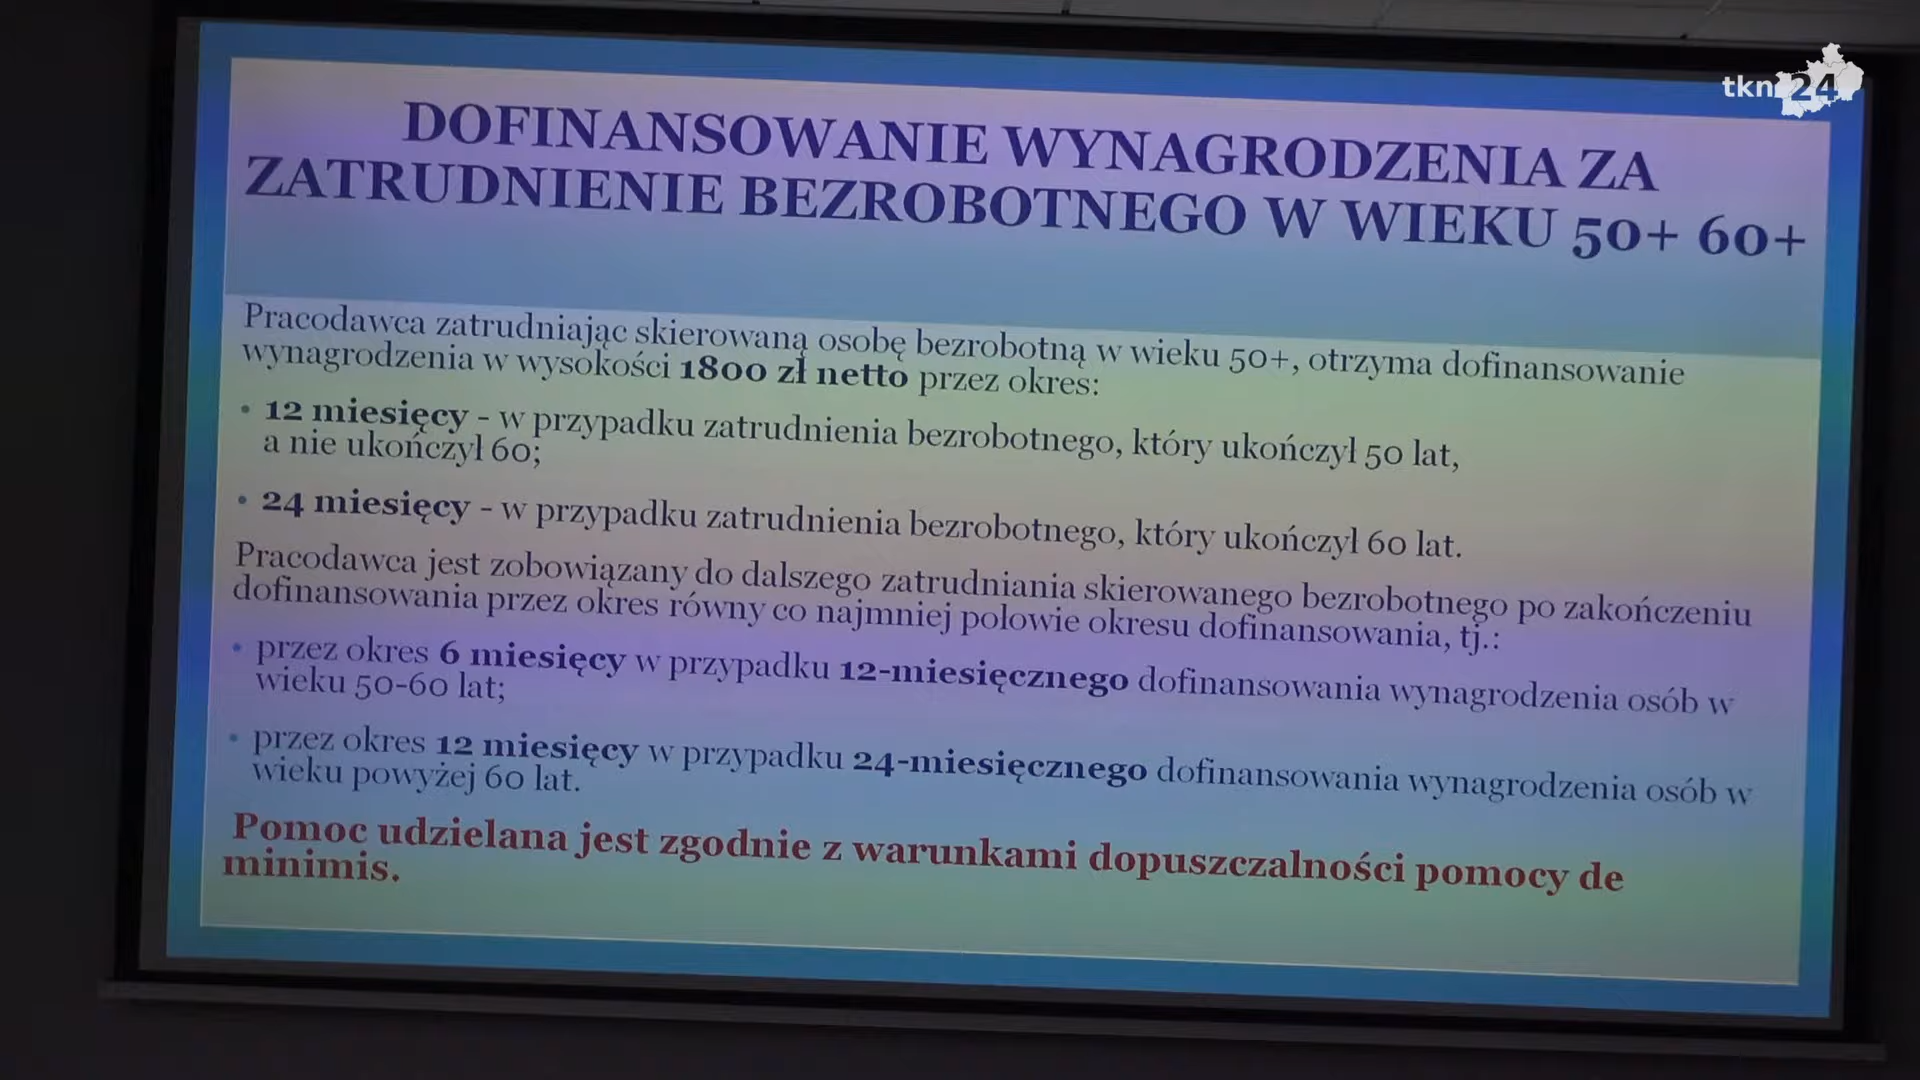 tkn24
DOFINANSOWANIE WYNAGRODZENIA ZA
ZATRUDNIENIE BEZROBOTNEGO W WIEKU 50+ 60+
Pracodawca zatrudniając skierowaną osobę bezrobotną w wieku 50+, otrzyma dofinansowanie
wynagrodzenia w wysokości 1800 zł netto przez okres:
• 12 miesięcy - w przypadku zatrudnienia bezrobotnego, który ukończył 50 lat,
a nie ukończył 60;
• 24 miesięcy - w przypadku zatrudnienia bezrobotnego, który ukończył 60 lat.
Pracodawca jest zobowiązany do dalszego zatrudniania skierowanego bezrobotnego po zakończeniu
dofinansowania przez okres równy co najmniej połowie okresu dofinansowania, tj.:
• przez okres 6 miesięcy w przypadku 12-miesięcznego dofinansowania wynagrodzenia osób w
wieku 50-60 lat;
• przez okres 12 miesięcy w przypadku 24-miesięcznego dofinansowania wynagrodzenia osób w
wieku powyżej 60 lat.
Pomoc udzielana jest zgodnie z warunkami dopuszczalności pomocy de
minimis.